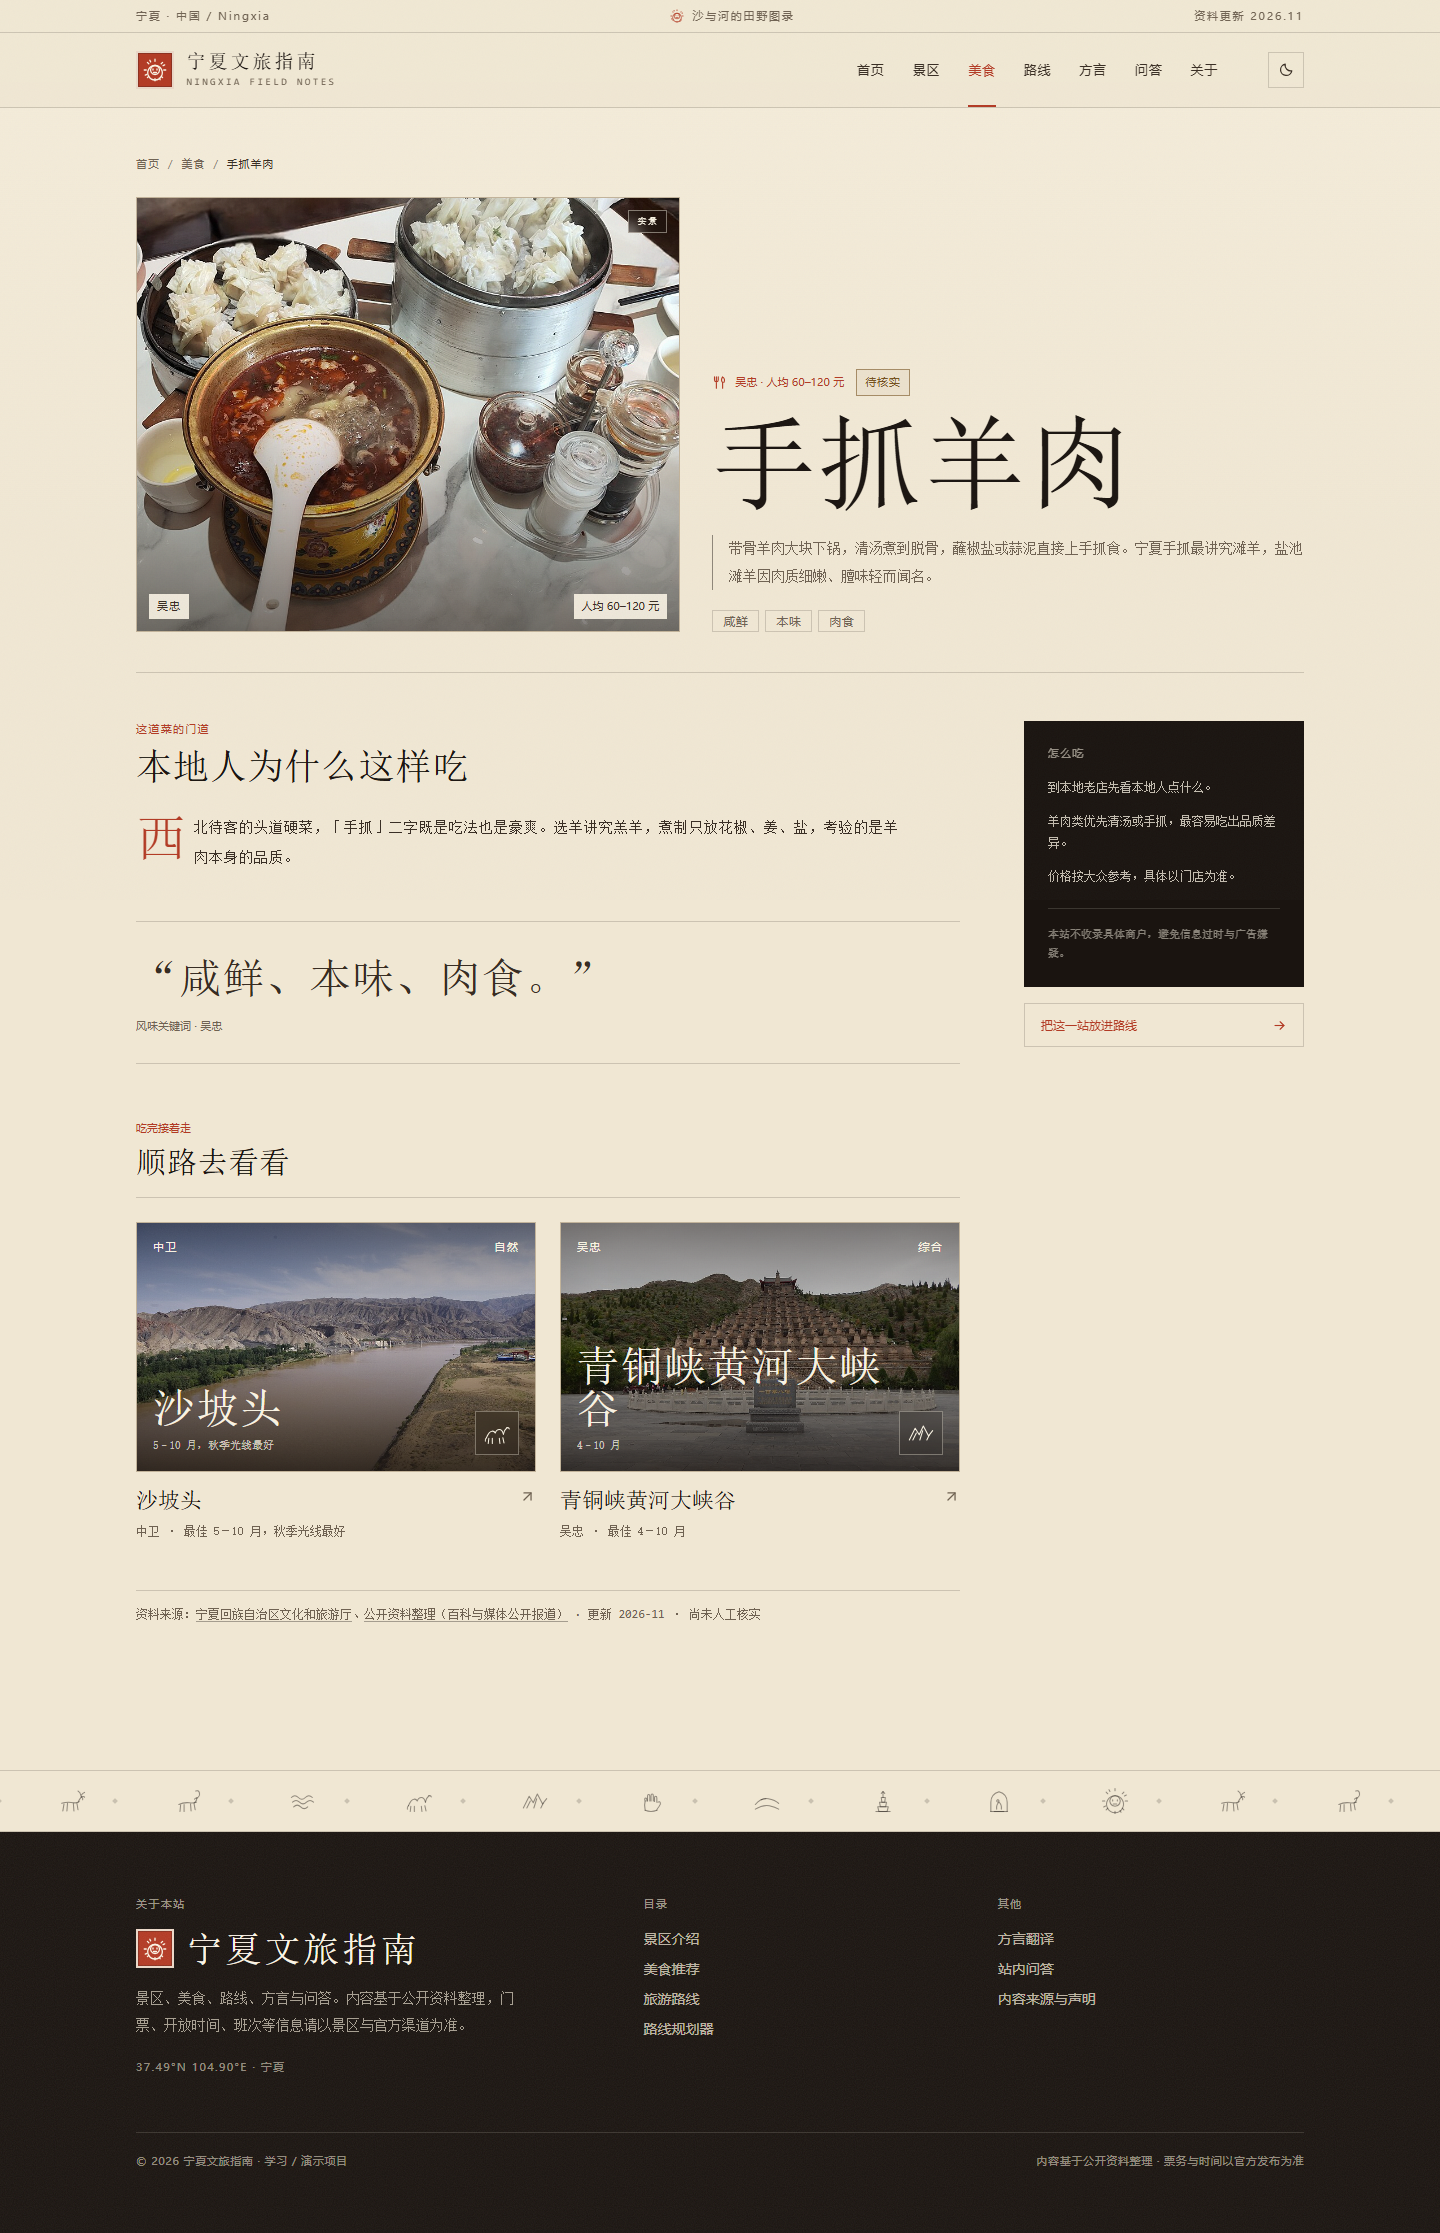 宁夏 · 中国 / Ningxia
沙与河的田野图录
资料更新 2026.11
宁夏文旅指南
NINGXIA FIELD NOTES
首页 景区 美食 路线 方言 问答 关于
首页 / 美食 / 手抓羊肉
实景
吴忠
人均 60–120 元
吴忠 · 人均 60–120 元
待核实
手抓羊肉
带骨羊肉大块下锅，清汤煮到脱骨，蘸椒盐或蒜泥直接上手抓食。宁夏手抓最讲究滩羊，盐池
滩羊因肉质细嫩、膻味轻而闻名。
咸鲜 本味 肉食
这道菜的门道
本地人为什么这样吃
西北待客的头道硬菜，「手抓」二字既是吃法也是豪爽。选羊讲究羔羊，煮制只放花椒、姜、盐，考验的是羊
肉本身的品质。
“咸鲜、本味、肉食。”
风味关键词 · 吴忠
怎么吃
到本地老店先看本地人点什么。
羊肉类优先清汤或手抓，最容易吃出品质差
异。
价格按大众参考，具体以门店为准。
本站不收录具体商户，避免信息过时与广告嫌
疑。
把这一站放进路线 →
吃完接着走
顺路去看看
中卫 自然
沙坡头
5–10 月，秋季光线最好
吴忠 综合
青铜峡黄河大峡
谷
4–10 月
沙坡头
中卫 · 最佳 5–10 月，秋季光线最好
青铜峡黄河大峡谷
吴忠 · 最佳 4–10 月
资料来源：宁夏回族自治区文化和旅游厅、公开资料整理（百科与媒体公开报道） · 更新 2026-11 · 尚未人工核实
关于本站
宁夏文旅指南
景区、美食、路线、方言与问答。内容基于公开资料整理，门
票、开放时间、班次等信息请以景区与官方渠道为准。
37.49°N 104.90°E · 宁夏
目录
景区介绍
美食推荐
旅游路线
路线规划器
其他
方言翻译
站内问答
内容来源与声明
© 2026 宁夏文旅指南 · 学习 / 演示项目
内容基于公开资料整理 · 票务与时间以官方发布为准